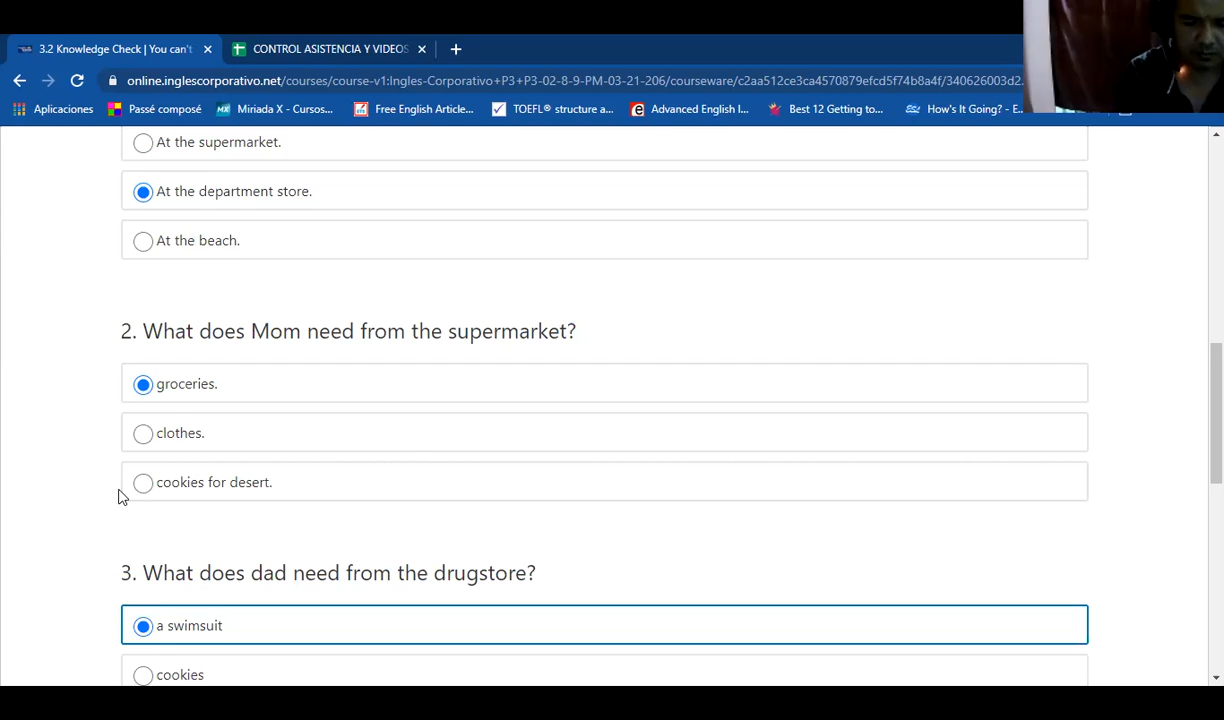 3.2 Knowledge Check | You can't
CONTROL ASISTENCIA Y VIDEOS
online.inglescorporativo.net/courses/course-v1:Ingles-Corporativo+P3+P3-02-8-9-PM-03-21-206/courseware/c2aa512ce3ca4570879efcd5f74b8a4f/340626003d2
Aplicaciones Passé composé Miriada X - Cursos... Free English Article... TOEFL® structure a... Advanced English I... Best 12 Getting to... How's It Going? - E...
At the supermarket.
At the department store.
At the beach.
2. What does Mom need from the supermarket?
groceries.
clothes.
cookies for desert.
3. What does dad need from the drugstore?
a swimsuit
cookies